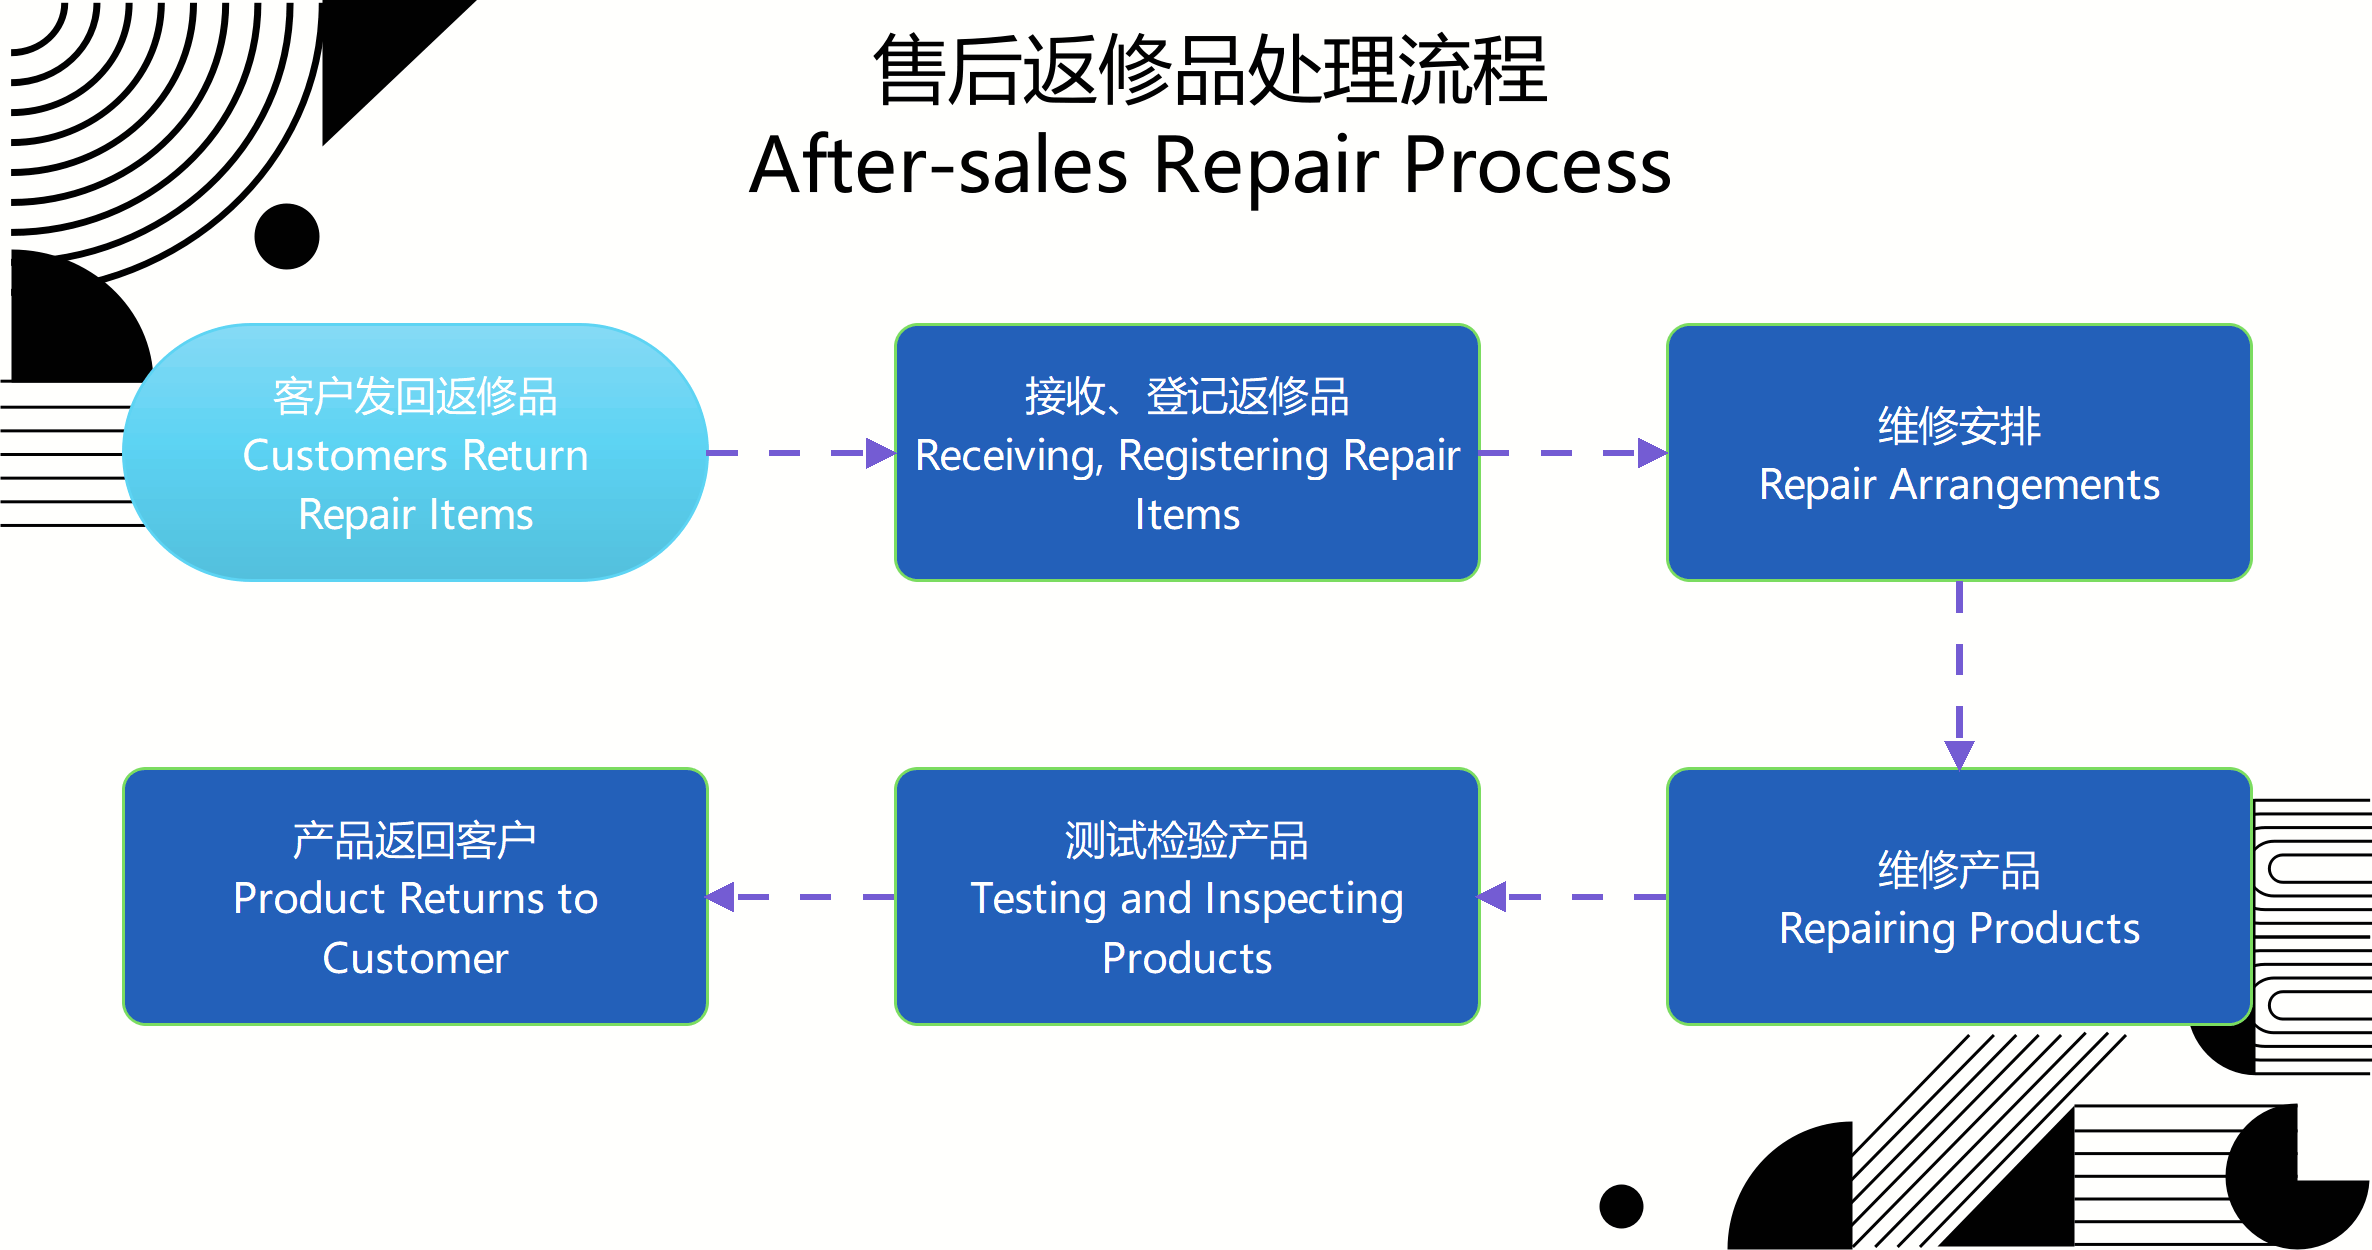 售后返修品处理流程
After-sales Repair Process
客户发回返修品
Customers Return
Repair Items
接收、登记返修品
Receiving, Registering Repair
Items
维修安排
Repair Arrangements
维修产品
Repairing Products
测试检验产品
Testing and Inspecting
Products
产品返回客户
Product Returns to
Customer